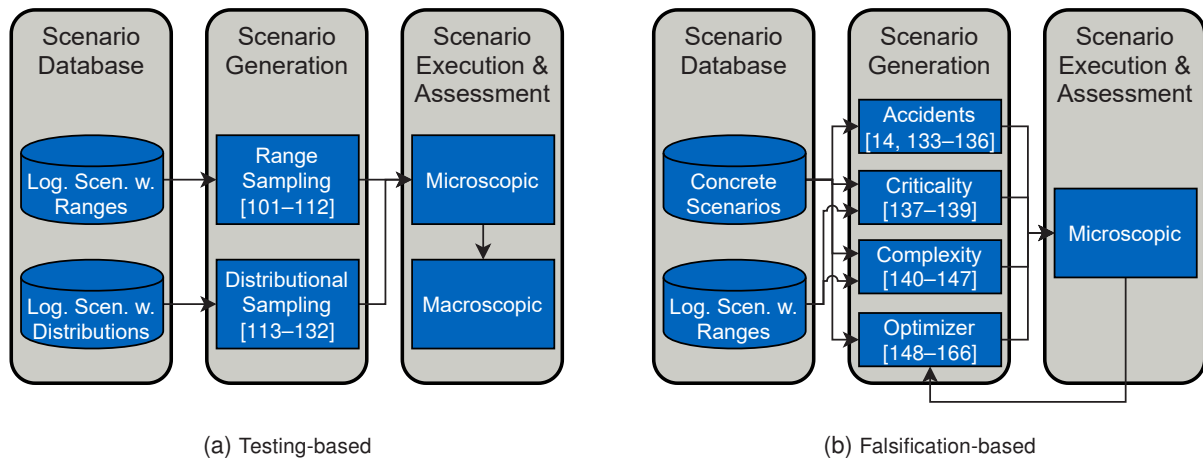 Scenario
Database
Log. Scen. w.
Ranges
Log. Scen. w.
Distributions
Scenario
Generation
Range
Sampling
[101–112]
Distributional
Sampling
[113–132]
Scenario
Execution &
Assessment
Microscopic
Macroscopic
(a) Testing-based
Scenario
Database
Concrete
Scenarios
Log. Scen. w.
Ranges
Scenario
Generation
Accidents
[14, 133–136]
Criticality
[137–139]
Complexity
[140–147]
Optimizer
[148–166]
Scenario
Execution &
Assessment
Microscopic
(b) Falsification-based